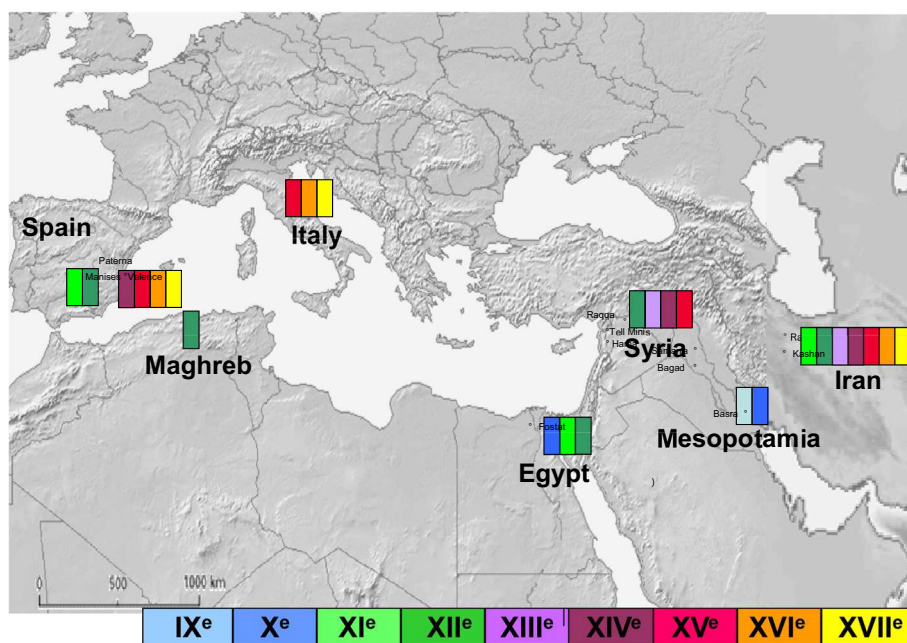 Spain
Italy
Paterna
Manises °Valence
Maghreb
Raqqa
Tell Minis
Syria
Bagad
Kashan
Iran
Basra
Mesopotamia
Fostat
Egypt
0 500 1000 km
IXe Xe XIe XIIe XIIIe XIVe XVe XVIe XVIIe